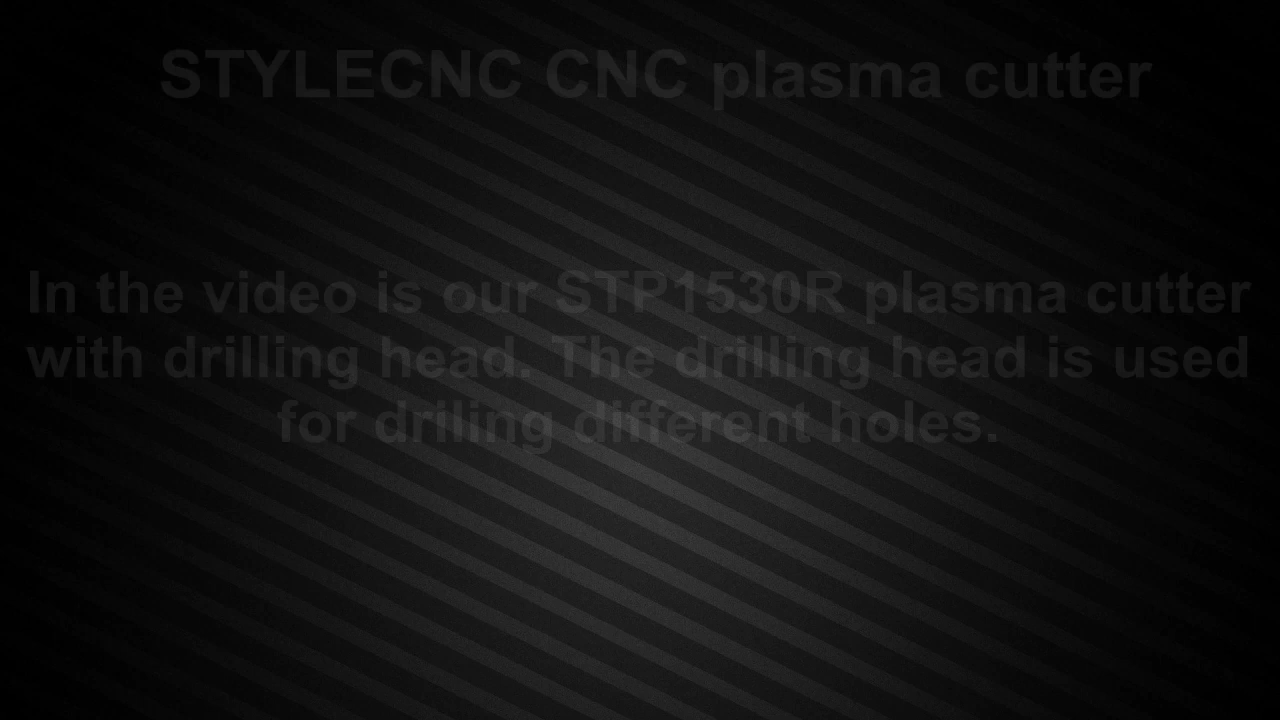 STYLECNC CNC plasma cutter
In the video is our STP1530R plasma cutter
with drilling head. The drilling head is used
for driling different holes.